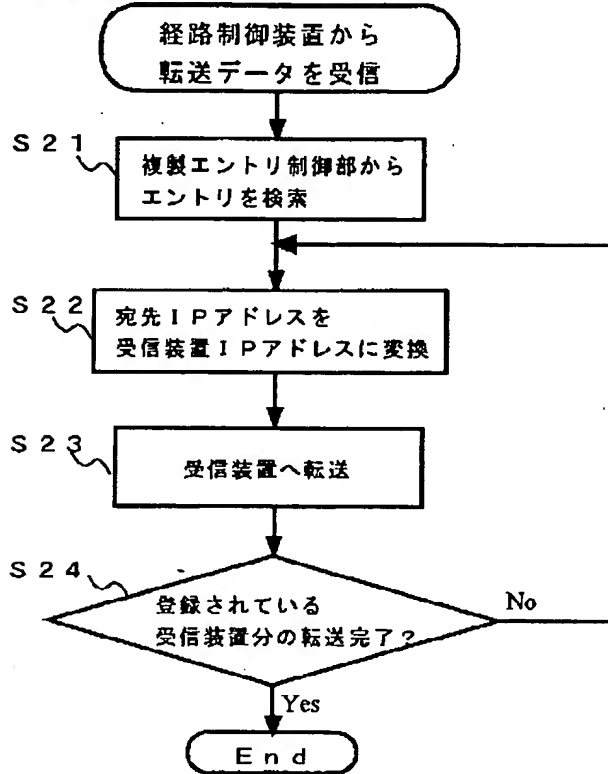 経路制御装置から
転送データを受信
S21
複製エントリ制御部から
エントリを検索
S22
宛先IPアドレスを
受信装置IPアドレスに変換
S23
受信装置へ転送
S24
登録されている
受信装置分の転送完了?
No
Yes
End